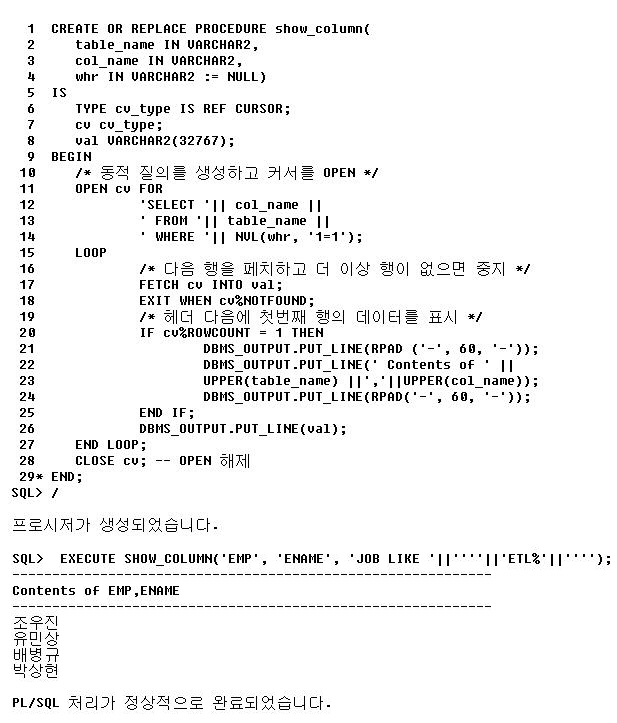 1 CREATE OR REPLACE PROCEDURE show_column(
2 table_name IN VARCHAR2,
3 col_name IN VARCHAR2,
4 whr IN VARCHAR2 := NULL)
5 IS
6 TYPE cv_type IS REF CURSOR;
7 cv cv_type;
8 val VARCHAR2(32767);
9 BEGIN
10 /* 동적 질의를 생성하고 커서를 OPEN */
11 OPEN cv FOR
12 'SELECT '|| col_name ||
13 ' FROM '|| table_name ||
14 ' WHERE '|| NVL(whr, '1=1');
15 LOOP
16 /* 다음 행을 페치하고 더 이상 행이 없으면 중지 */
17 FETCH cv INTO val;
18 EXIT WHEN cv%NOTFOUND;
19 /* 헤더 다음에 첫번째 행의 데이터를 표시 */
20 IF cv%ROWCOUNT = 1 THEN
21 DBMS_OUTPUT.PUT_LINE(RPAD ('-', 60, '-'));
22 DBMS_OUTPUT.PUT_LINE(' Contents of ' ||
23 UPPER(table_name) ||','||UPPER(col_name));
24 DBMS_OUTPUT.PUT_LINE(RPAD('-', 60, '-'));
25 END IF;
26 DBMS_OUTPUT.PUT_LINE(val);
27 END LOOP;
28 CLOSE cv; -- OPEN 해제
29* END;
SQL> /
프로시저가 생성되었습니다.
SQL> EXECUTE SHOW_COLUMN('EMP', 'ENAME', 'JOB LIKE '||''''||'ETL%'||'''');
------------------------------------------------------------
Contents of EMP,ENAME
------------------------------------------------------------
조우진
유민상
배병규
박상현
PL/SQL 처리가 정상적으로 완료되었습니다.